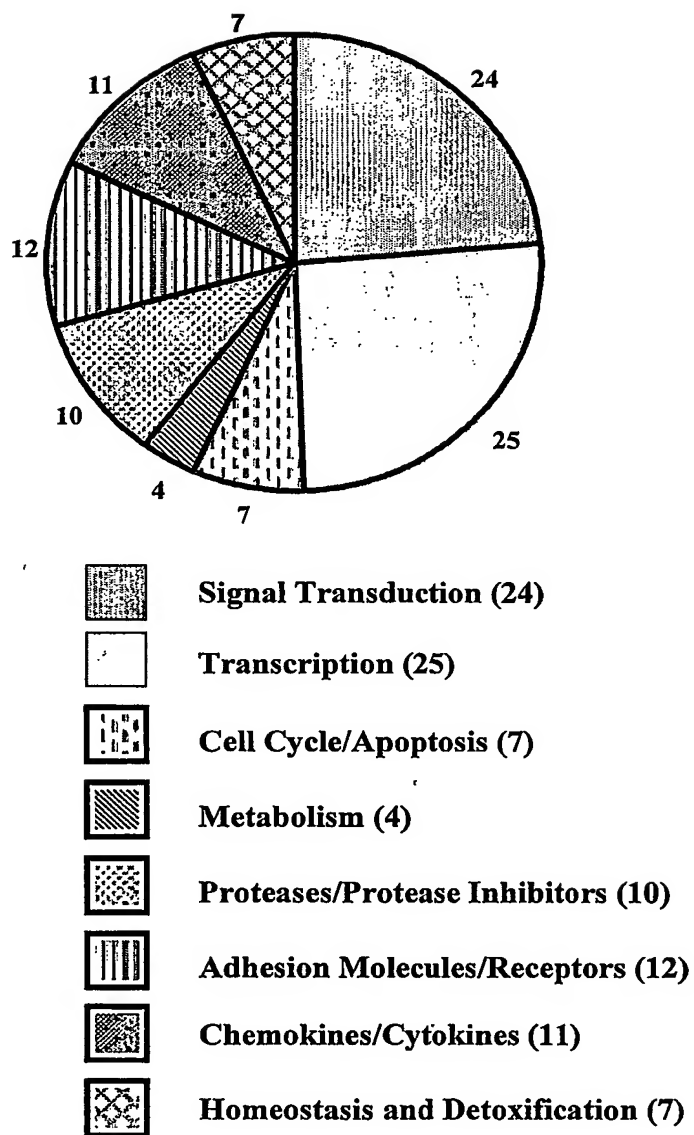 7
11
24
12
10
25
4
7
Signal Transduction (24)
Transcription (25)
Cell Cycle/Apoptosis (7)
Metabolism (4)
Proteases/Protease Inhibitors (10)
Adhesion Molecules/Receptors (12)
Chemokines/Cytokines (11)
Homeostasis and Detoxification (7)